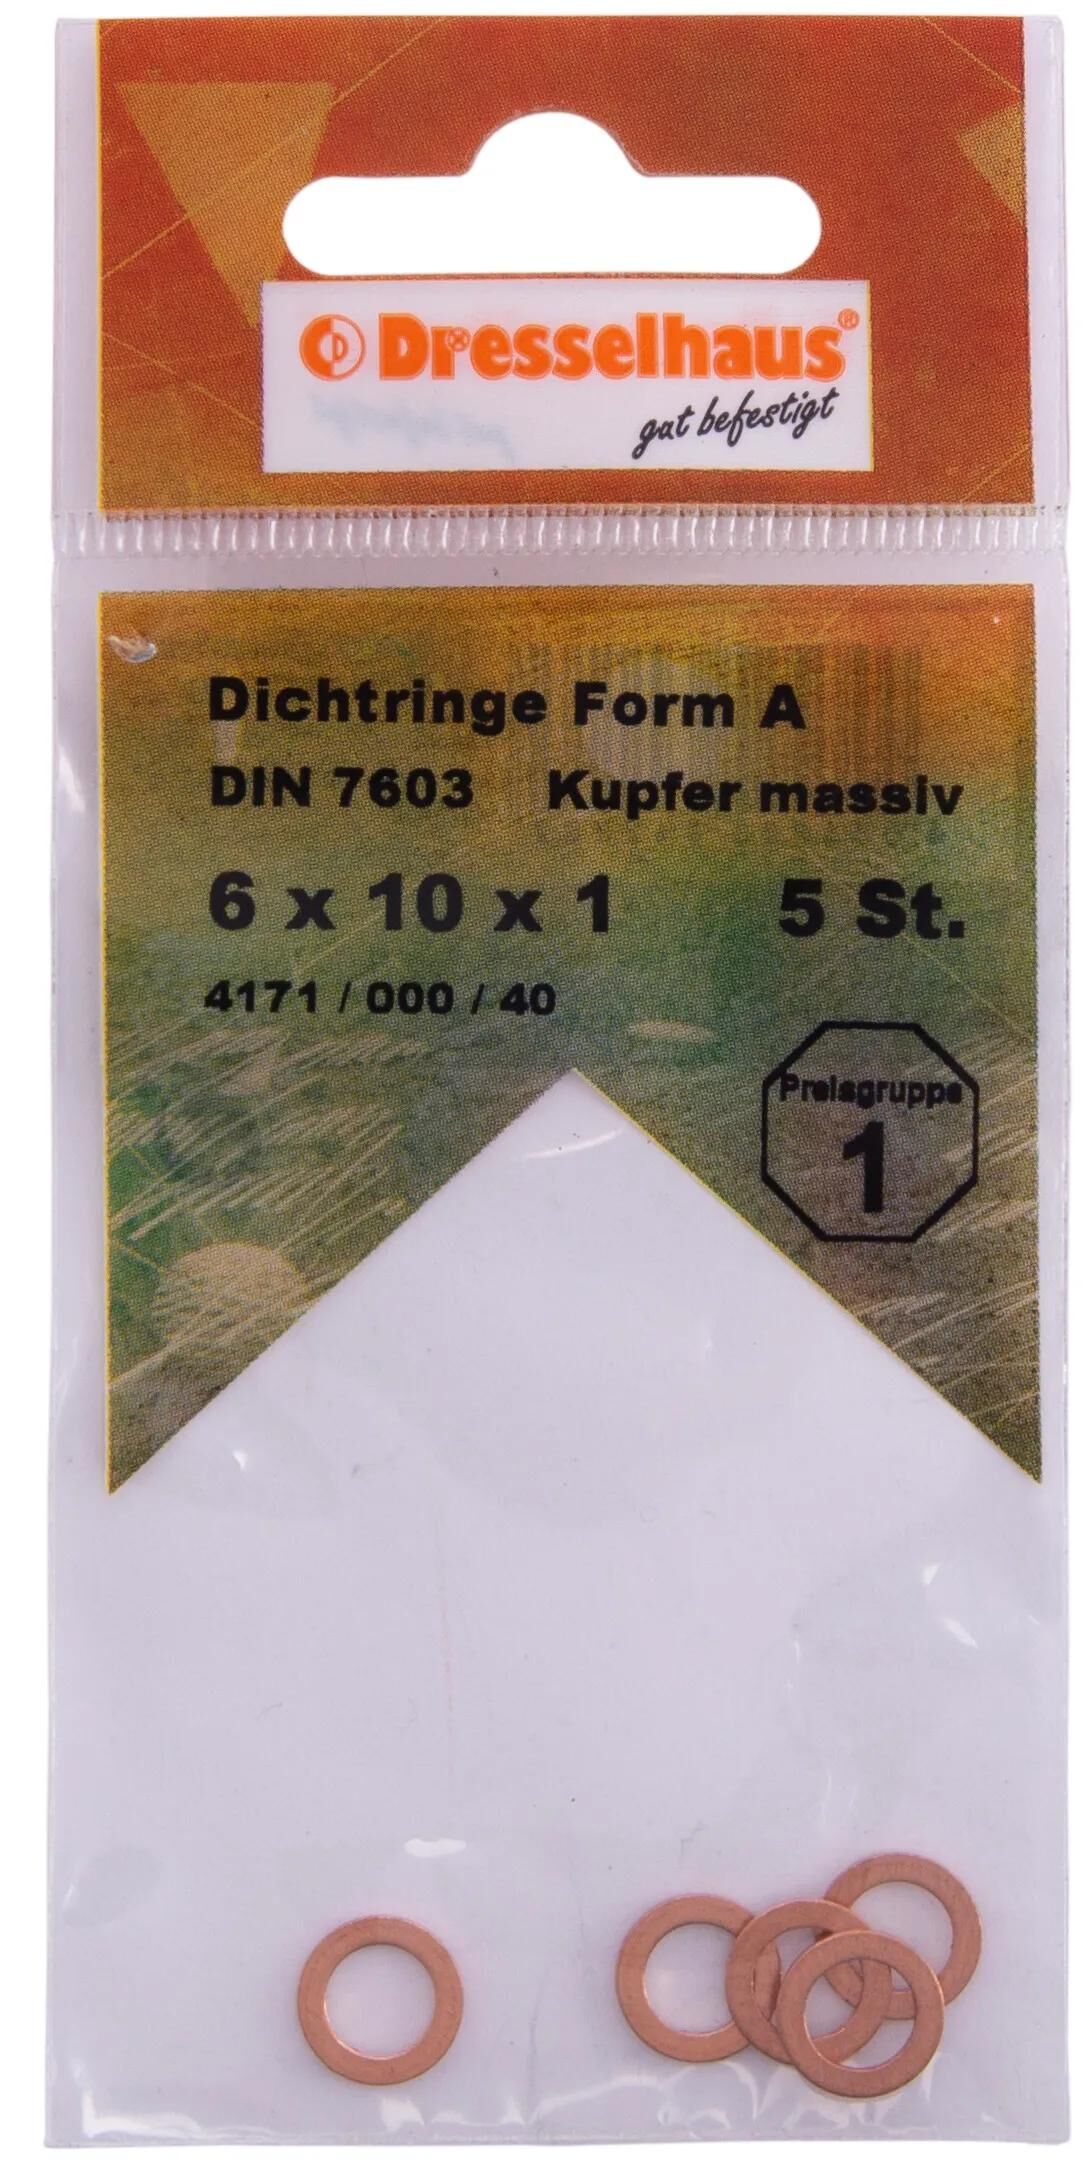 Dresselhaus®
gut befestigt
Dichtringe Form A
DIN 7603 Kupfer massiv
6 x 10 x 1 5 St.
4171 / 000 / 40
Preisgruppe
1